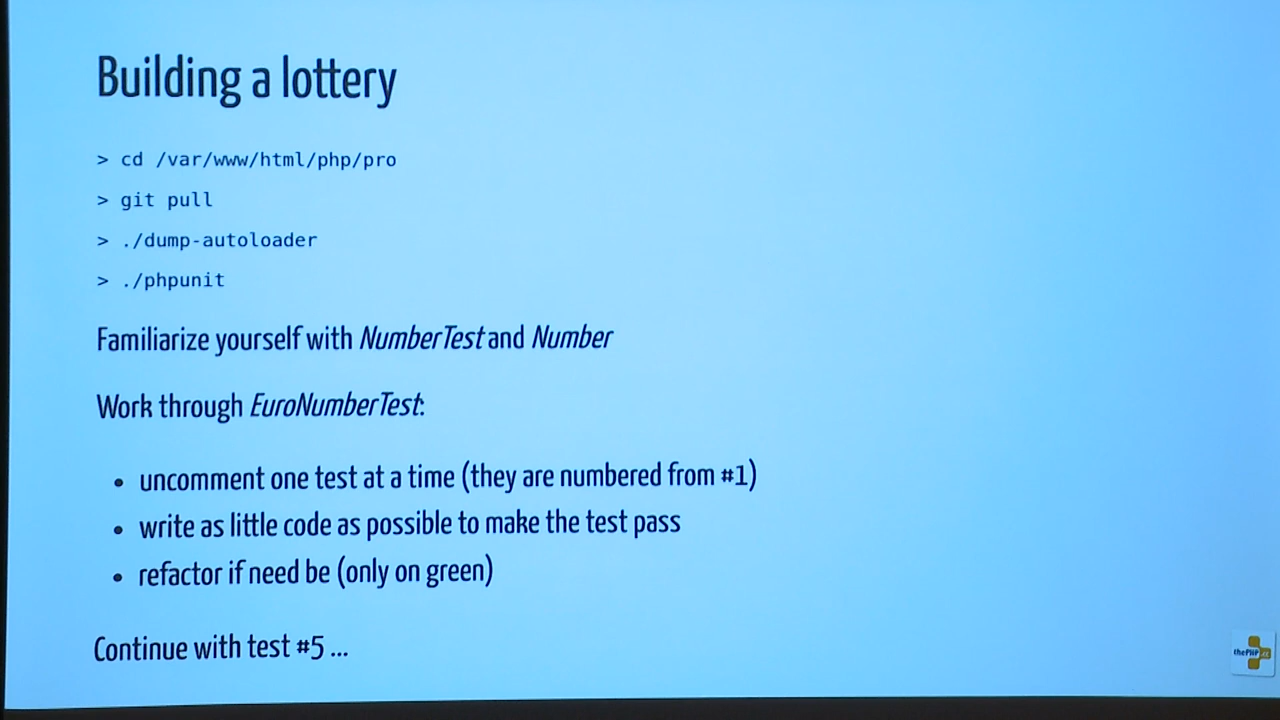 Building a lottery
> cd /var/www/html/php/pro
> git pull
> ./dump-autoloader
> ./phpunit
Familiarize yourself with NumberTest and Number
Work through EuroNumberTest:
• uncomment one test at a time (they are numbered from #1)
• write as little code as possible to make the test pass
• refactor if need be (only on green)
Continue with test #5 ...
thePHP.cc